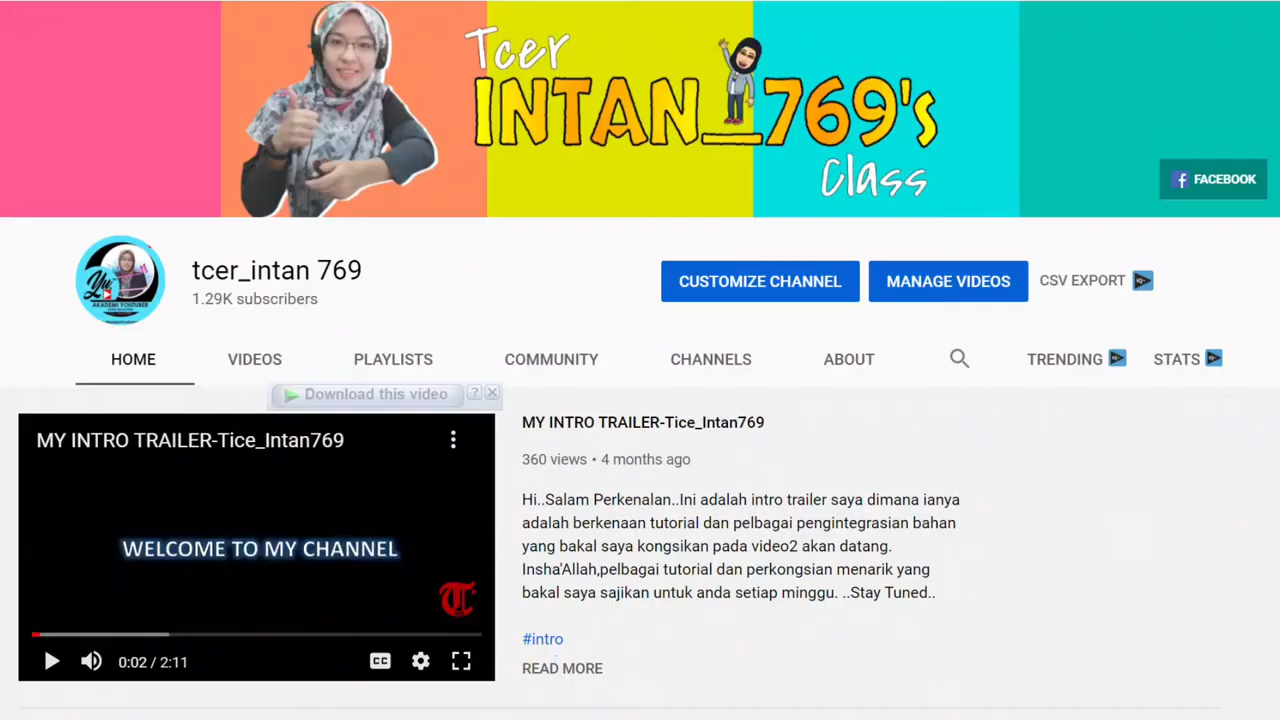 Tcer
INTAN_769's
Class
FACEBOOK
AKADEMI YOUTUBER
tcer_intan 769
1.29K subscribers
CUSTOMIZE CHANNEL
MANAGE VIDEOS
CSV EXPORT
HOME
VIDEOS
PLAYLISTS
COMMUNITY
CHANNELS
ABOUT
TRENDING
STATS
Download this video
?
MY INTRO TRAILER-Tice_Intan769
WELCOME TO MY CHANNEL
0:02 / 2:11
CC
MY INTRO TRAILER-Tice_Intan769
360 views • 4 months ago
Hi..Salam Perkenalan..Ini adalah intro trailer saya dimana ianya
adalah berkenaan tutorial dan pelbagai pengintegrasian bahan
yang bakal saya kongsikan pada video2 akan datang.
Insha'Allah,pelbagai tutorial dan perkongsian menarik yang
bakal saya sajikan untuk anda setiap minggu. ..Stay Tuned..
#intro
READ MORE